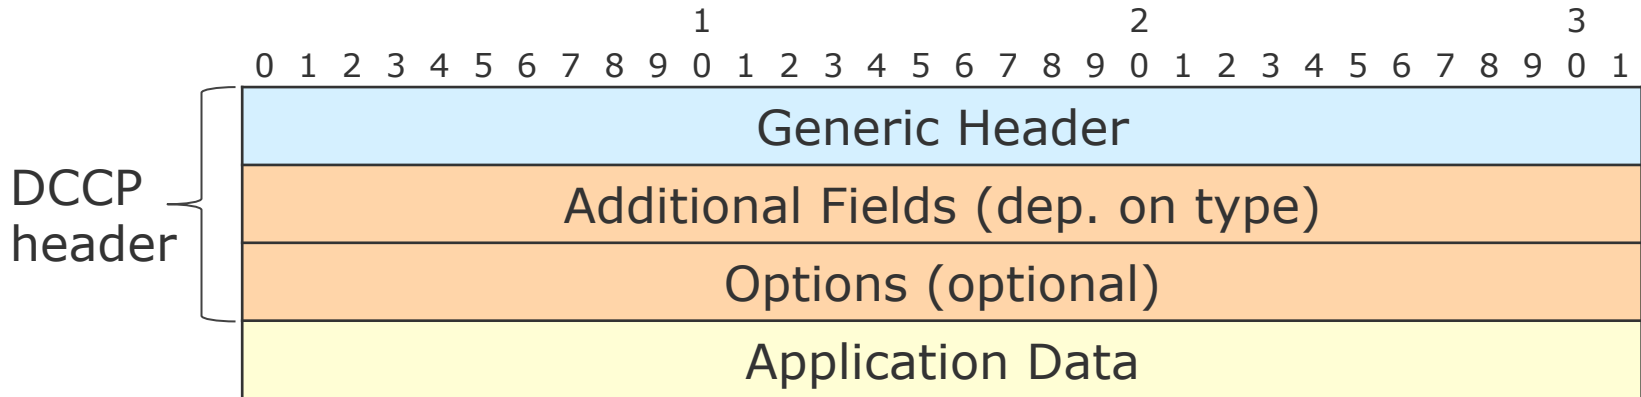 1 2 3
0 1 2 3 4 5 6 7 8 9 0 1 2 3 4 5 6 7 8 9 0 1 2 3 4 5 6 7 8 9 0 1
Generic Header
DCCP
header
Additional Fields (dep. on type)
Options (optional)
Application Data